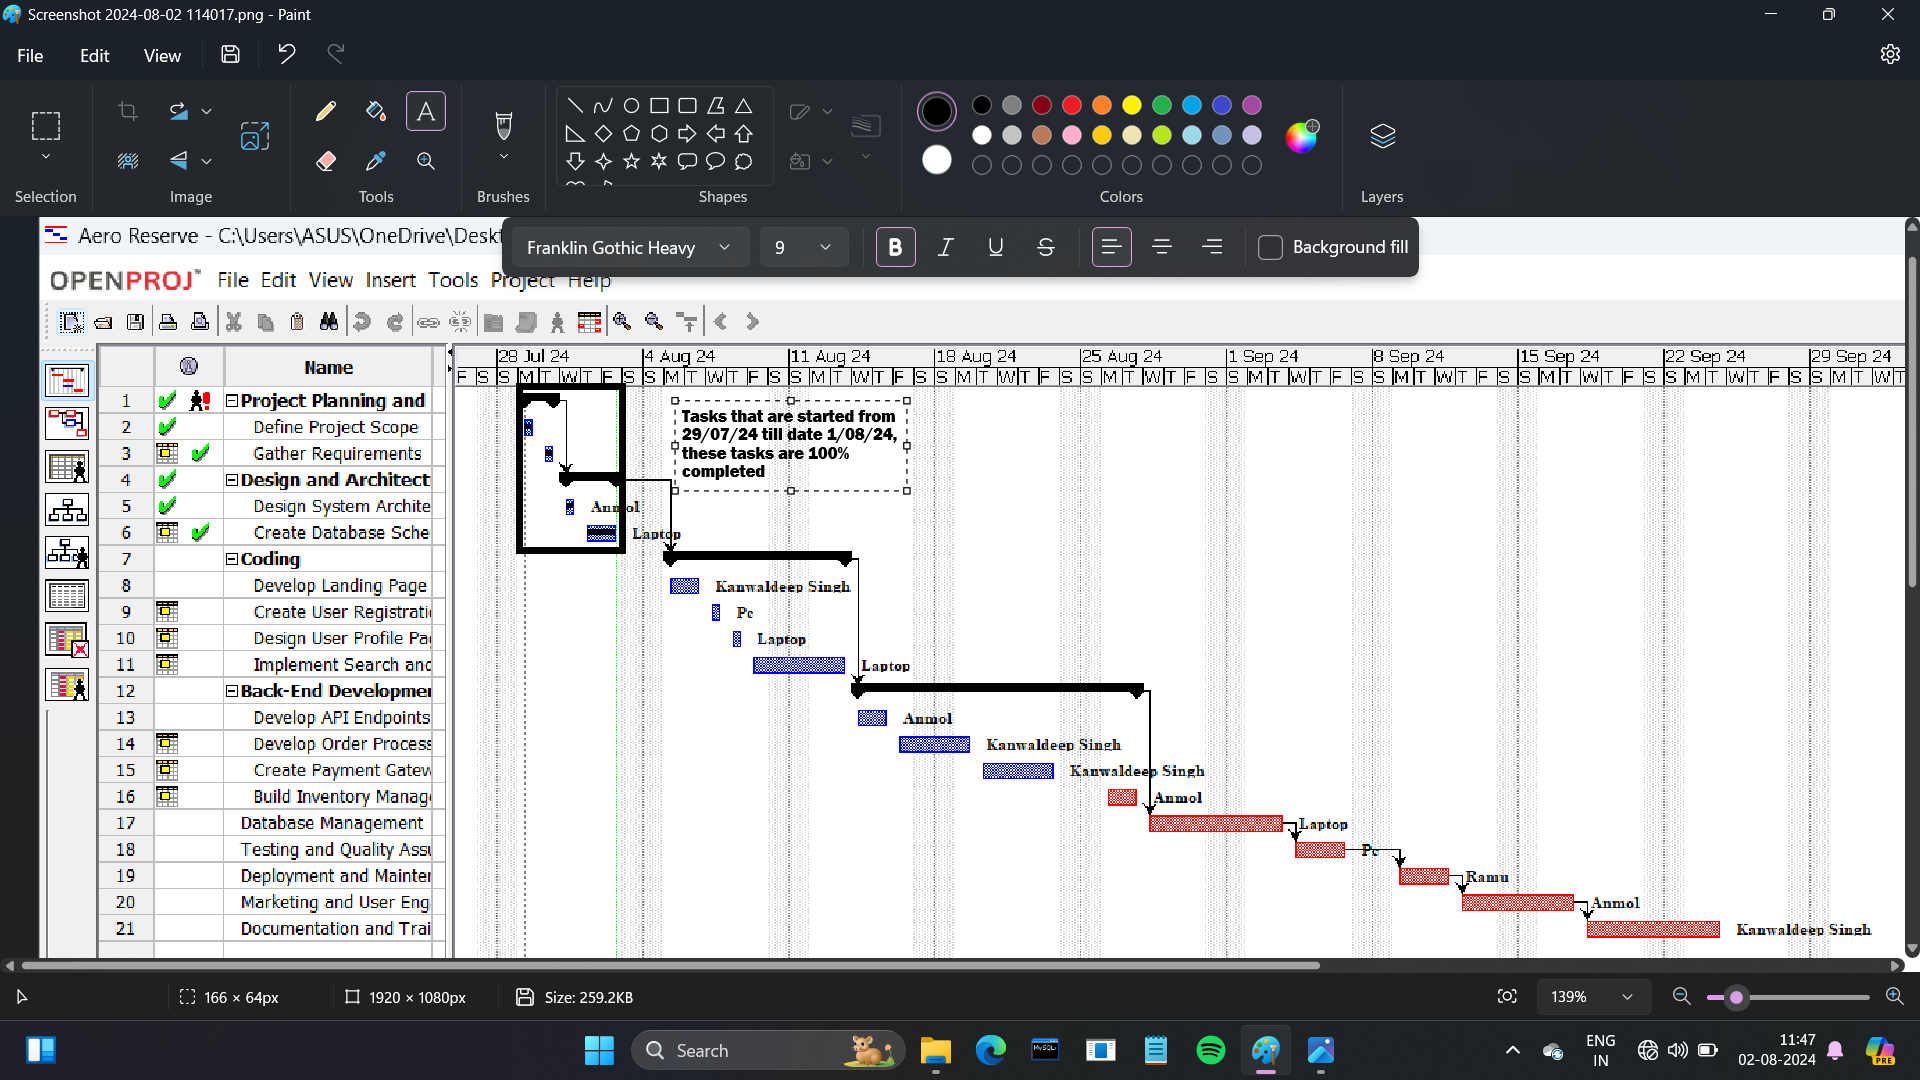 Screenshot 2024-08-02 114017.png - Paint
File Edit View
Selection Image Tools Brushes Shapes Colors Layers
Aero Reserve - C:\Users\ASUS\OneDrive\Deskt
Franklin Gothic Heavy 9 B I U S Background fill
OPENPROJ™ File Edit View Insert Tools Project Help
Name
28 Jul 24 4 Aug 24 11 Aug 24 18 Aug 24 25 Aug 24 1 Sep 24 8 Sep 24 15 Sep 24 22 Sep 24 29 Sep 24
F S S M T W T F S S M T W T F S S M T W T F S S M T W T F S S M T W T F S S M T W T F S S M T W T F S S M T W T F S S M T W T F S S M T W T
1 Project Planning and
2 Define Project Scope
3 Gather Requirements
4 Design and Architect
5 Design System Archite Anmol
6 Create Database Sche Laptop
7 Coding
8 Develop Landing Page Kanwaldeep Singh
9 Create User Registrati Pc
10 Design User Profile Pa Laptop
11 Implement Search and Laptop
12 Back-End Developme
13 Develop API Endpoints Anmol
14 Develop Order Process Kanwaldeep Singh
15 Create Payment Gatew Kanwaldeep Singh
16 Build Inventory Manag Anmol
17 Database Management Laptop
18 Testing and Quality Assu Pc
19 Deployment and Mainter Ramu
20 Marketing and User Eng Anmol
21 Documentation and Trai Kanwaldeep Singh
Tasks that are started from
29/07/24 till date 1/08/24,
these tasks are 100%
completed
166 × 64px 1920 × 1080px Size: 259.2KB 139%
Search
MySQL
ENG
IN
11:47
02-08-2024
PRE